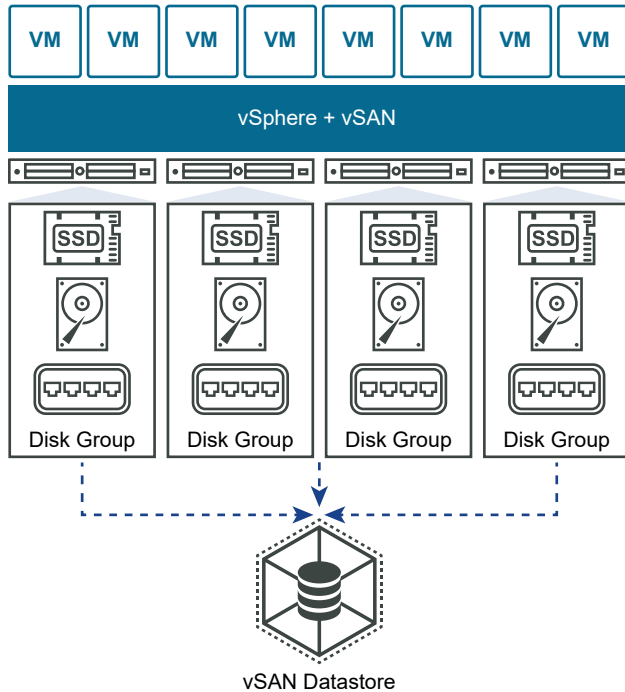 VM VM VM VM VM VM VM VM
vSphere + vSAN
SSD SSD SSD SSD
Disk Group Disk Group Disk Group Disk Group
vSAN Datastore